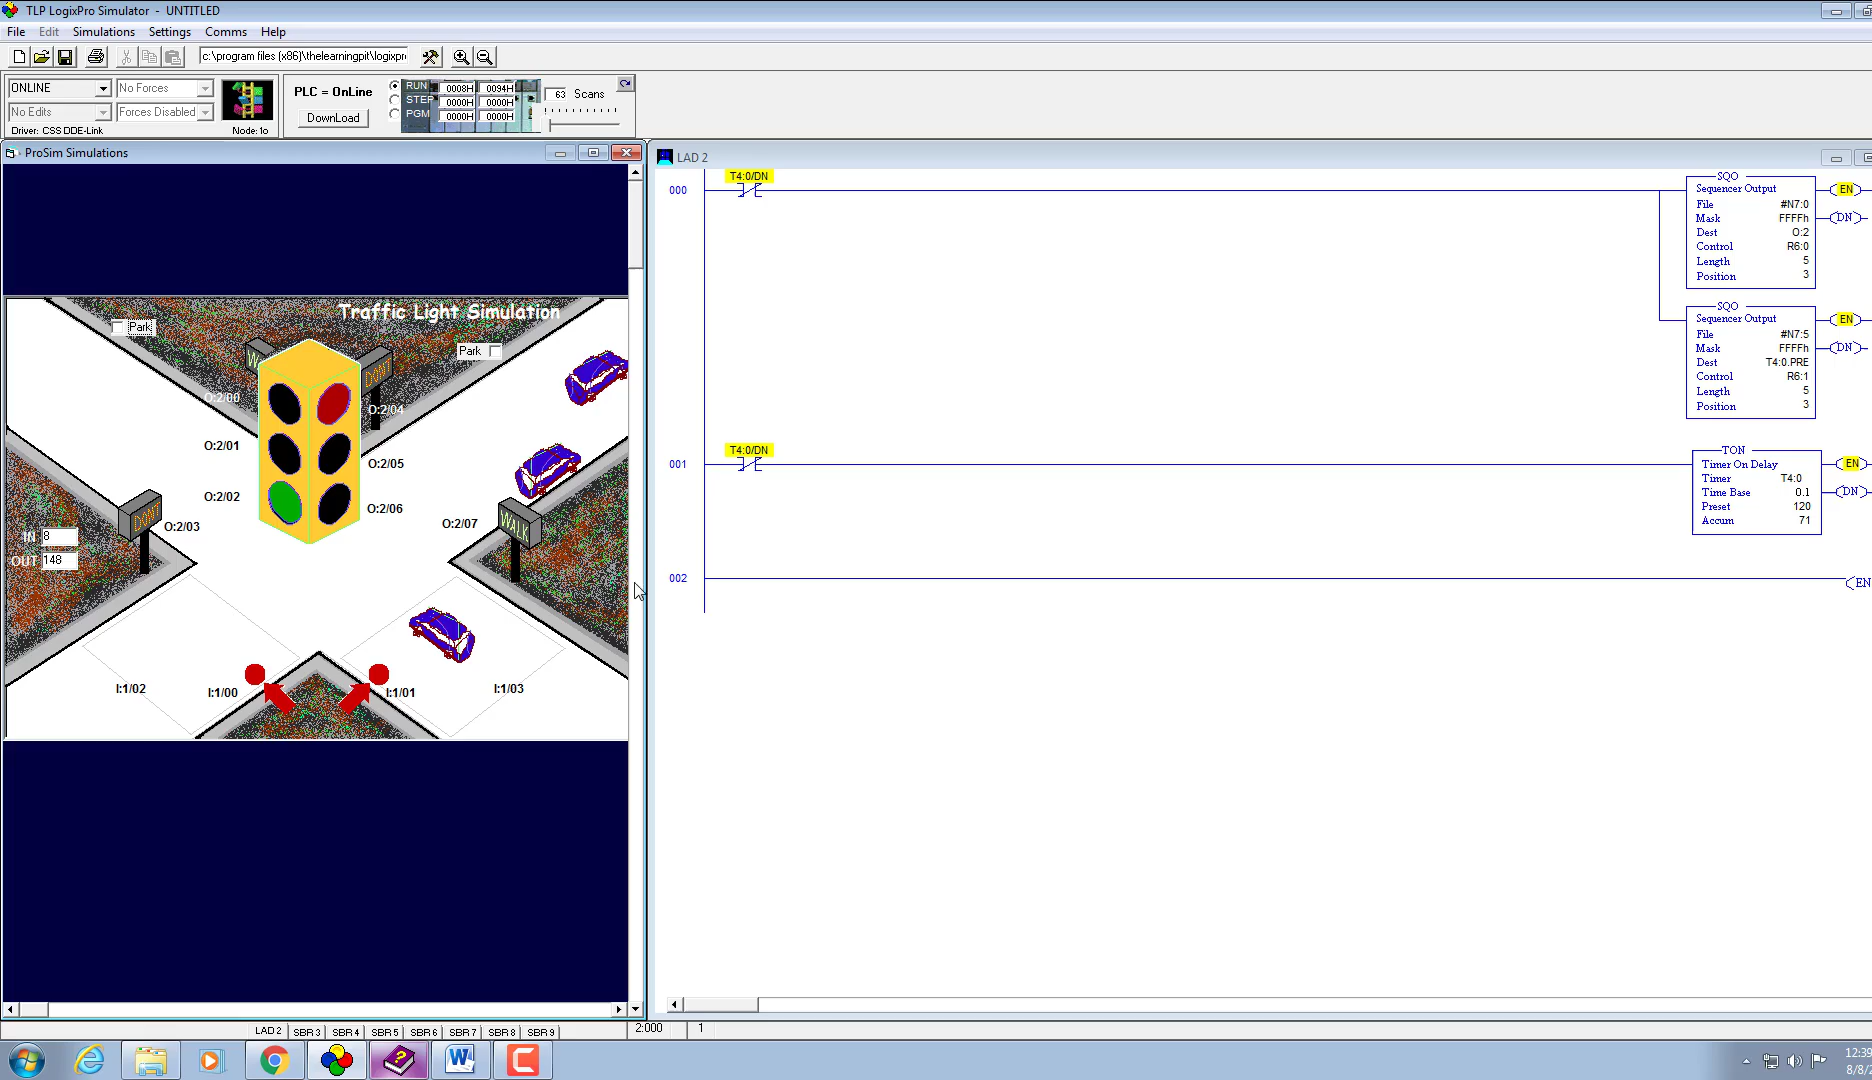 TLP LogixPro Simulator - UNTITLED
File Edit Simulations Settings Comms Help
c:\program files (x86)\thelearningpit\logixpr
ONLINE No Forces
No Edits Forces Disabled
Driver: CSS DDE-Link Node: 1o
PLC = OnLine
DownLoad
RUN 0008H 0094H
STEP 0000H 0000H
PGM 0000H 0000H
63 Scans
ProSim Simulations
Traffic Light Simulation
Park
Park
DONT
O:2/00
O:2/04
O:2/01
O:2/05
O:2/02
O:2/06
DONT
O:2/03
O:2/07
WALK
IN 8
OUT 148
I:1/02
I:1/00
I:1/01
I:1/03
LAD 2
000
T4:0/DN
SQO
Sequencer Output
File #N7:0
Mask FFFFh
Dest O:2
Control R6:0
Length 5
Position 3
EN
DN
SQO
Sequencer Output
File #N7:5
Mask FFFFh
Dest T4:0.PRE
Control R6:1
Length 5
Position 3
EN
DN
001
T4:0/DN
TON
Timer On Delay
Timer T4:0
Time Base 0.1
Preset 120
Accum 71
EN
DN
002
EN
LAD 2 SBR 3 SBR 4 SBR 5 SBR 6 SBR 7 SBR 8 SBR 9
2:000 1
12:39
8/8/